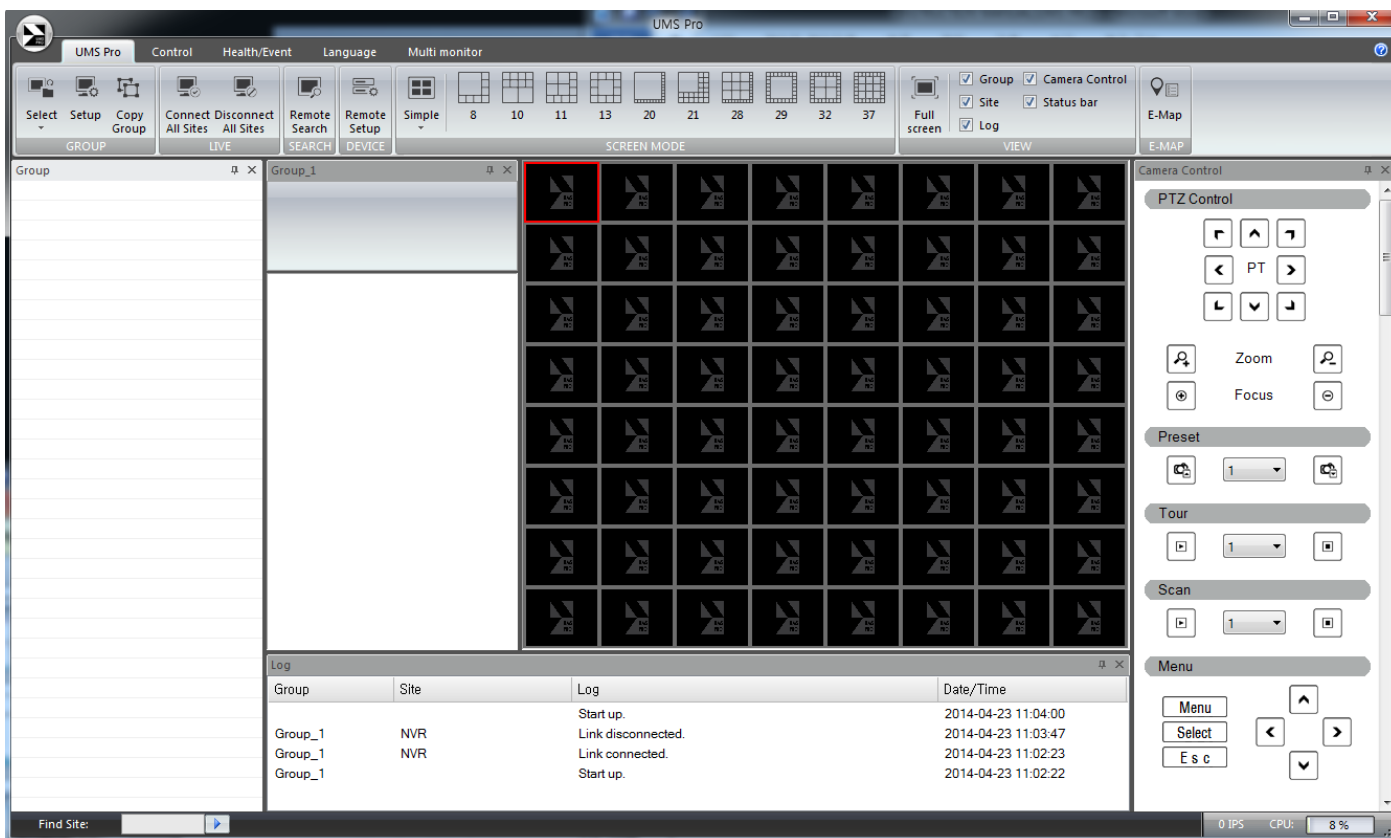 UMS Pro
UMS Pro Control Health/Event Language Multi monitor
Select Setup Copy Group Connect All Sites Disconnect All Sites Remote Search Remote Setup Simple 8 10 11 13 20 21 28 29 32 37 Full screen
Group Camera Control
Site Status bar
Log
E-Map
GROUP LIVE SEARCH DEVICE SCREEN MODE VIEW E-MAP
Group
Group_1
Camera Control
PTZ Control
PT
Zoom
Focus
Preset
1
Tour
1
Scan
1
Menu
Menu
Select
Esc
Log
Group Site Log Date/Time
Start up. 2014-04-23 11:04:00
Group_1 NVR Link disconnected. 2014-04-23 11:03:47
Group_1 NVR Link connected. 2014-04-23 11:02:23
Group_1 Start up. 2014-04-23 11:02:22
Find Site:
0 IPS CPU: 8 %